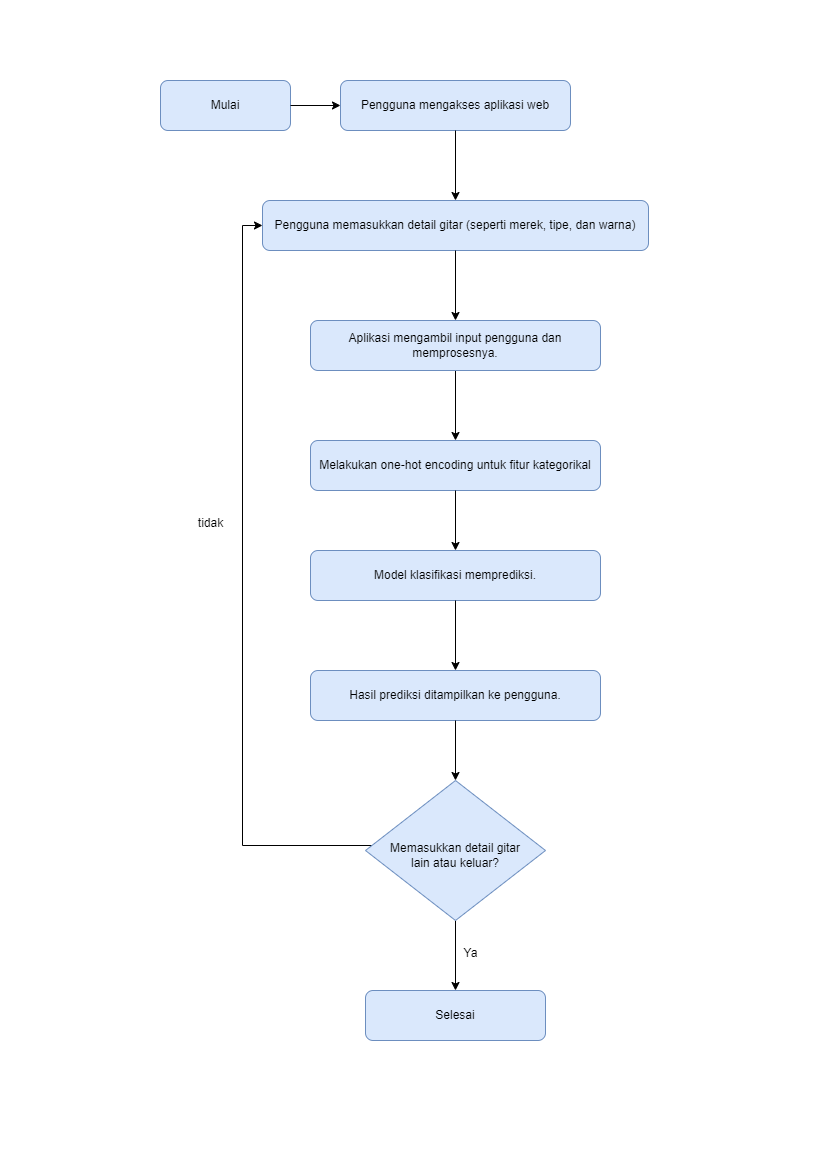 Mulai
Pengguna mengakses aplikasi web
Pengguna memasukkan detail gitar (seperti merek, tipe, dan warna)
Aplikasi mengambil input pengguna dan
memprosesnya.
Melakukan one-hot encoding untuk fitur kategorikal
tidak
Model klasifikasi memprediksi.
Hasil prediksi ditampilkan ke pengguna.
Memasukkan detail gitar
lain atau keluar?
Ya
Selesai